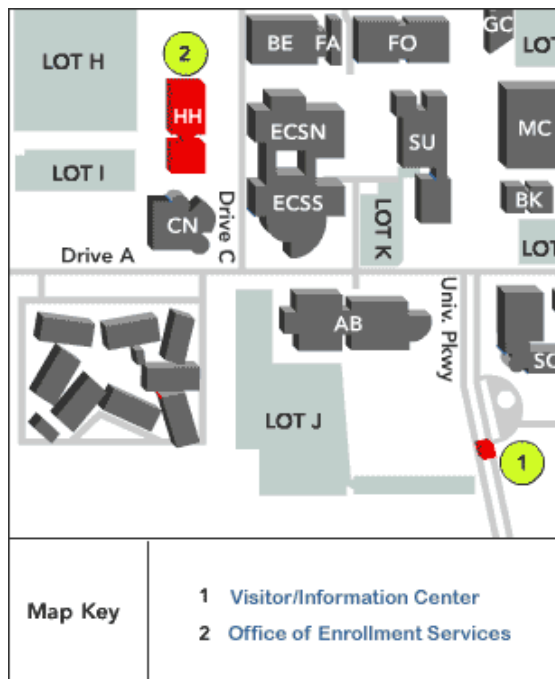 GC
2
BE
FA
FO
LOT H
LOT
HH
ECSN
SU
MC
LOT I
ECSS
BK
CN
Drive C
LOT K
LOT
Drive A
Univ. Pkwy
AB
SO
LOT J
1
Map Key
1 Visitor/Information Center
2 Office of Enrollment Services